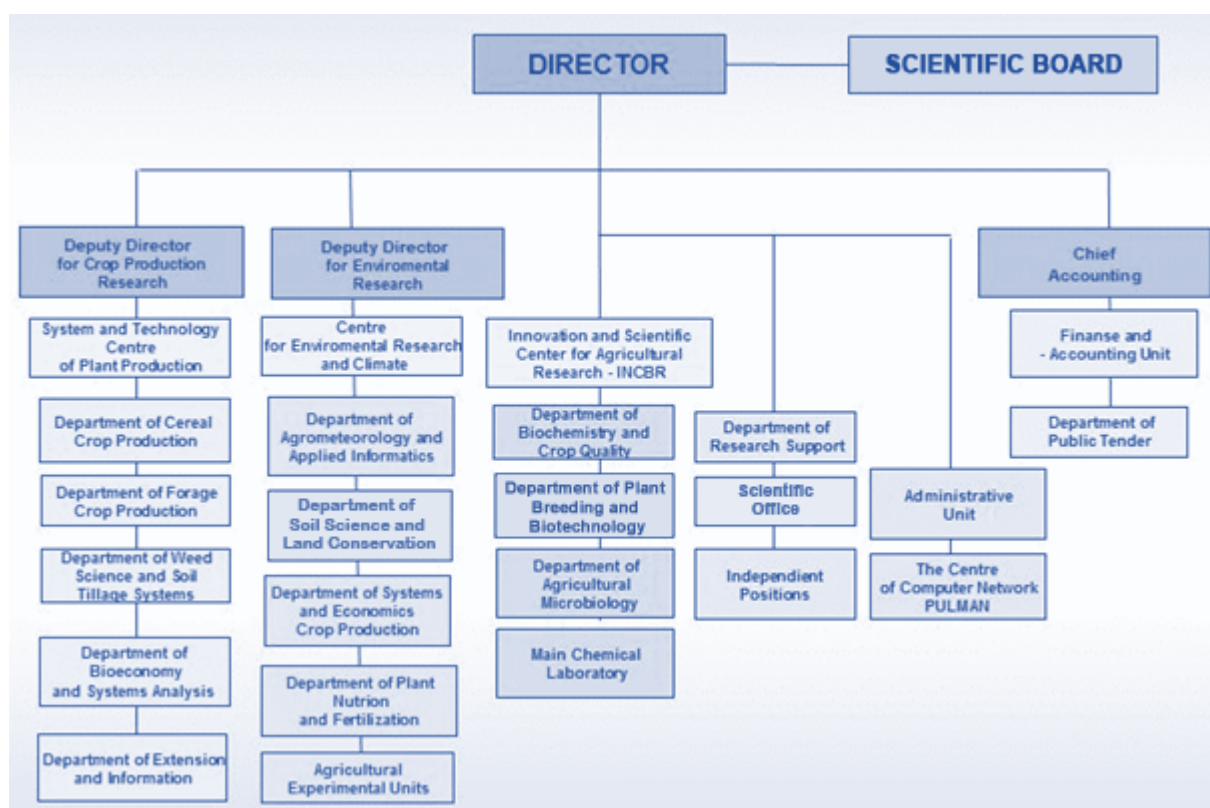 DIRECTOR
SCIENTIFIC BOARD
Deputy Director
for Crop Production
Research
System and Technology
Centre
of Plant Production
Department of Cereal
Crop Production
Department of Forage
Crop Production
Department of Weed
Science and Soil
Tillage Systems
Department of
Bioeconomy
and Systems Analysis
Department of Extension
and Information
Deputy Director
for Enviromental
Research
Centre
for Enviromental Research
and Climate
Department of
Agrometeorology and
Applied Informatics
Department of
Soil Science and
Land Conservation
Department of Systems
and Economics
Crop Production
Department of Plant
Nutrion
and Fertilization
Agricultural
Experimental Units
Innovation and Scientific
Center for Agricultural
Research - INCBR
Department of
Biochemistry and
Crop Quality
Department of Plant
Breeding and
Biotechnology
Department of
Agricultural
Microbiology
Main Chemical
Laboratory
Department of
Research Support
Scientific
Office
Independent
Positions
Administrative
Unit
The Centre
of Computer Network
PULMAN
Chief
Accounting
Finanse and
- Accounting Unit
Department of
Public Tender